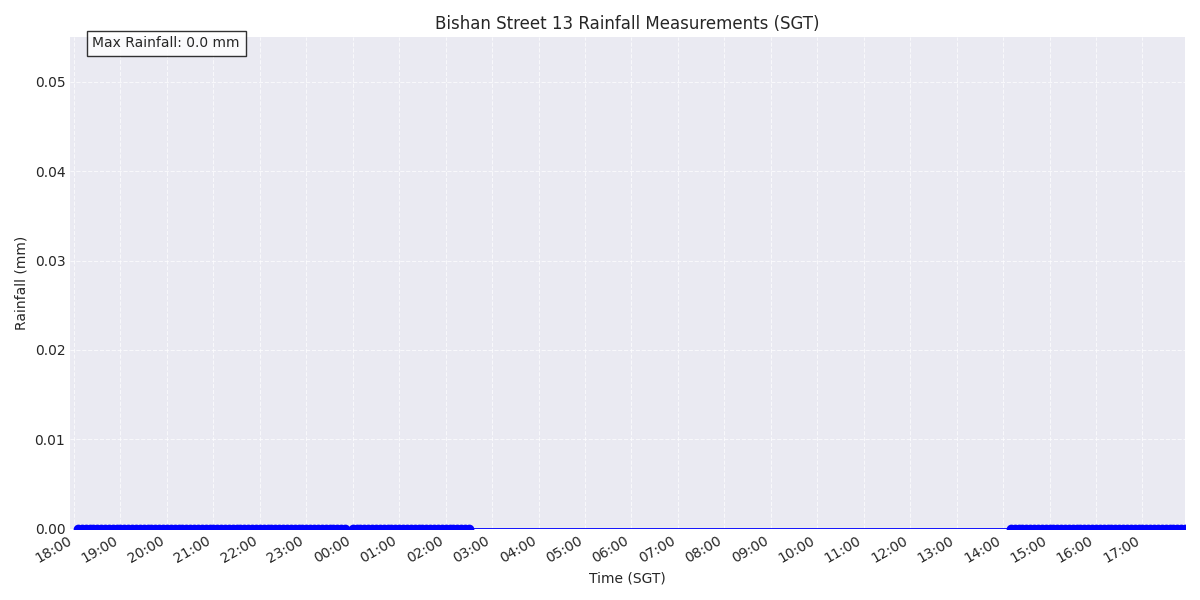 Bishan Street 13 Rainfall Measurements (SGT)
Max Rainfall: 0.0 mm
0.05
0.04
0.03
0.02
0.01
0.00
Rainfall (mm)
18:00 19:00 20:00 21:00 22:00 23:00 00:00 01:00 02:00 03:00 04:00 05:00 06:00 07:00 08:00 09:00 10:00 11:00 12:00 13:00 14:00 15:00 16:00 17:00
Time (SGT)